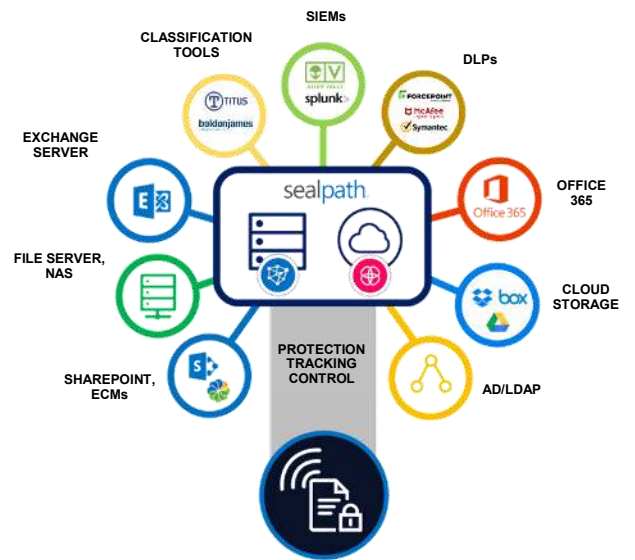 SIEMs
CLASSIFICATION
TOOLS
DLPs
TITUS
boldonjames
splunk>
FORCEPOINT
McAfee
Symantec
EXCHANGE
SERVER
E
sealpath
Office 365
OFFICE
365
FILE SERVER,
NAS
box
CLOUD
STORAGE
S
SHAREPOINT,
ECMs
PROTECTION
TRACKING
CONTROL
AD/LDAP